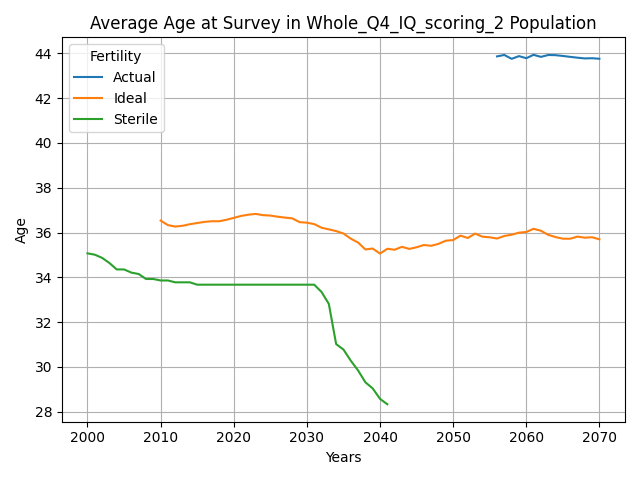 Average Age at Survey in Whole_Q4_IQ_scoring_2 Population
Fertility
Actual
Ideal
Sterile
Age
44
42
40
38
36
34
32
30
28
2000 2010 2020 2030 2040 2050 2060 2070
Years